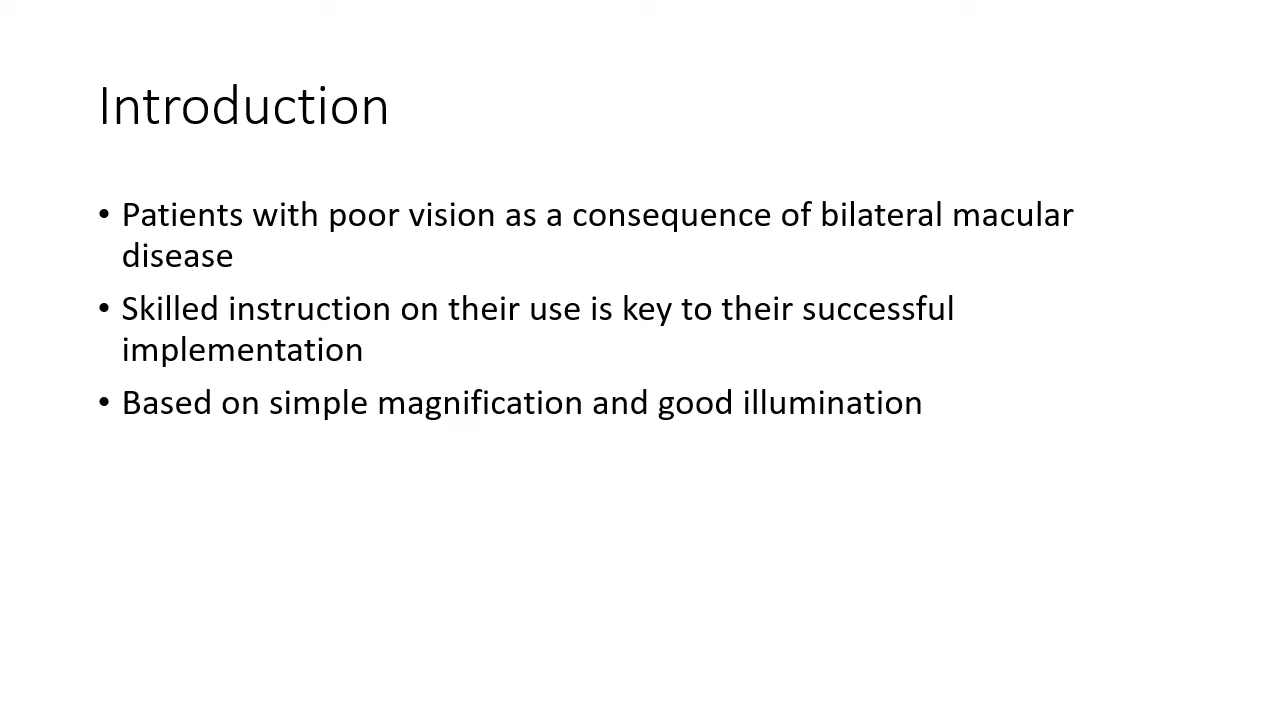 Introduction
• Patients with poor vision as a consequence of bilateral macular
disease
• Skilled instruction on their use is key to their successful
implementation
• Based on simple magnification and good illumination